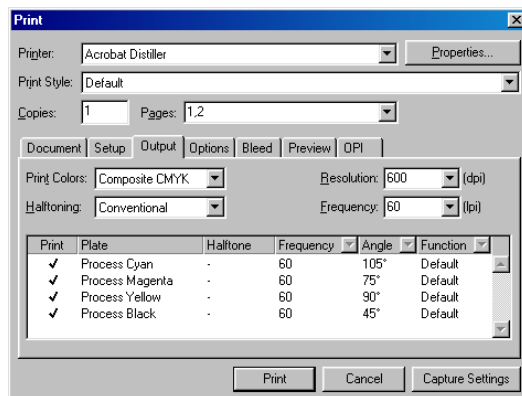 Print
Printer: Acrobat Distiller Properties...
Print Style: Default
Copies: 1 Pages: 1,2
Document Setup Output Options Bleed Preview OPI
Print Colors: Composite CMYK Resolution: 600 (dpi)
Halftoning: Conventional Frequency: 60 (lpi)
Print Plate Halftone Frequency Angle Function
✓ Process Cyan - 60 105° Default
✓ Process Magenta - 60 75° Default
✓ Process Yellow - 60 90° Default
✓ Process Black - 60 45° Default
Print Cancel Capture Settings